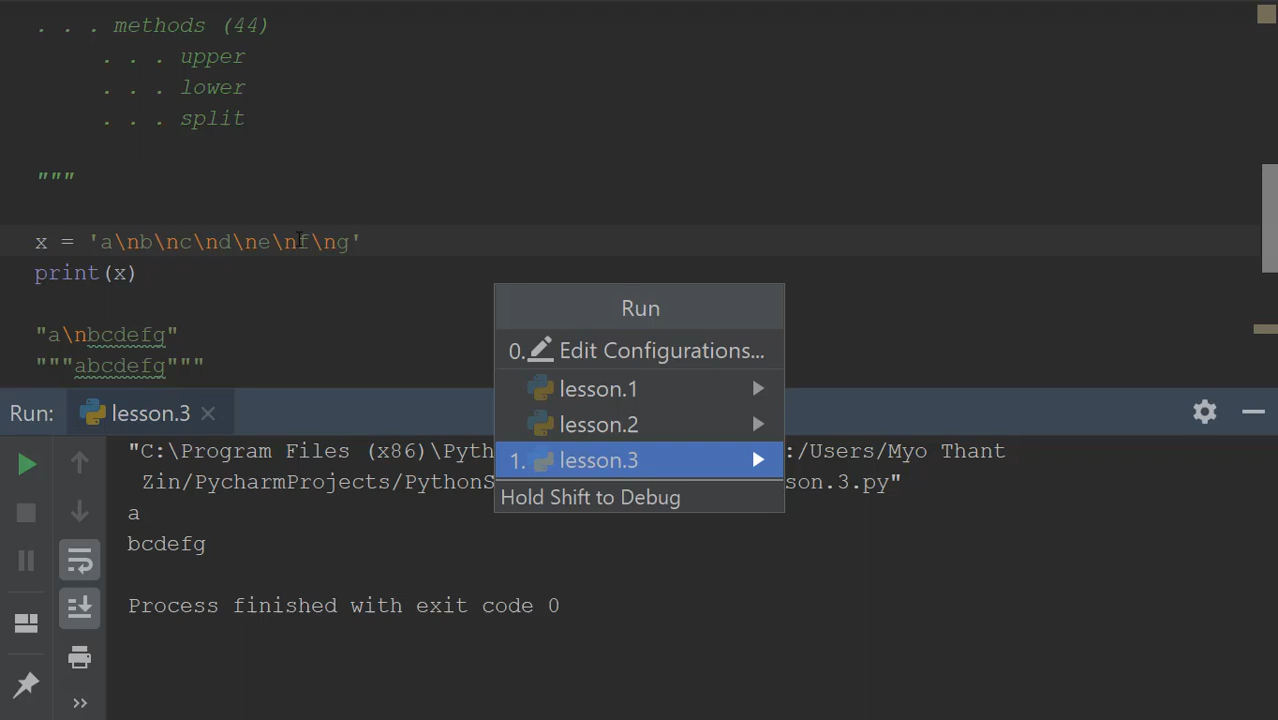 . . . methods (44)
. . . upper
. . . lower
. . . split
"""
x = 'a\nb\nc\nd\ne\nf\ng'
print(x)
"a\nbcdefg"
"""abcdefg"""
Run
0. Edit Configurations...
lesson.1
lesson.2
1. lesson.3
Hold Shift to Debug
Run: lesson.3
"C:\Program Files (x86)\Pyth :/Users/Myo Thant
Zin/PycharmProjects/PythonS son.3.py"
a
bcdefg
Process finished with exit code 0